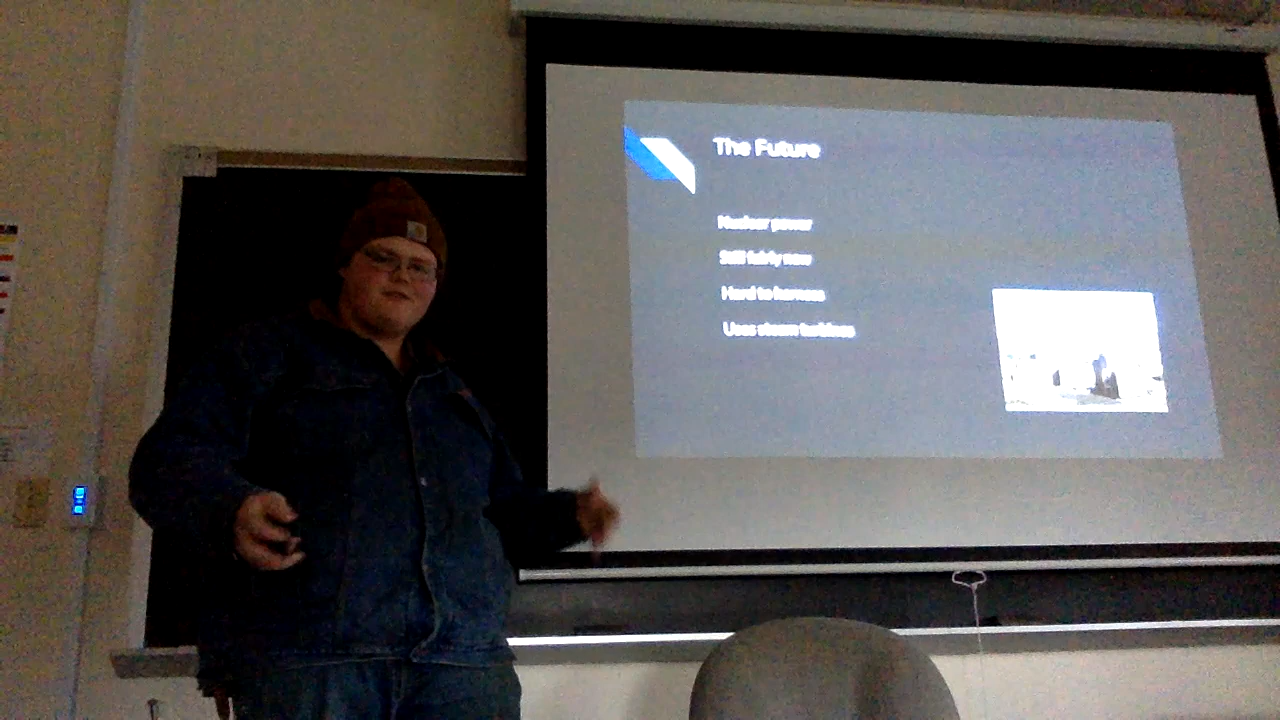 The Future
Nuclear power
Still fairly new
Hard to harness
Uses steam turbines